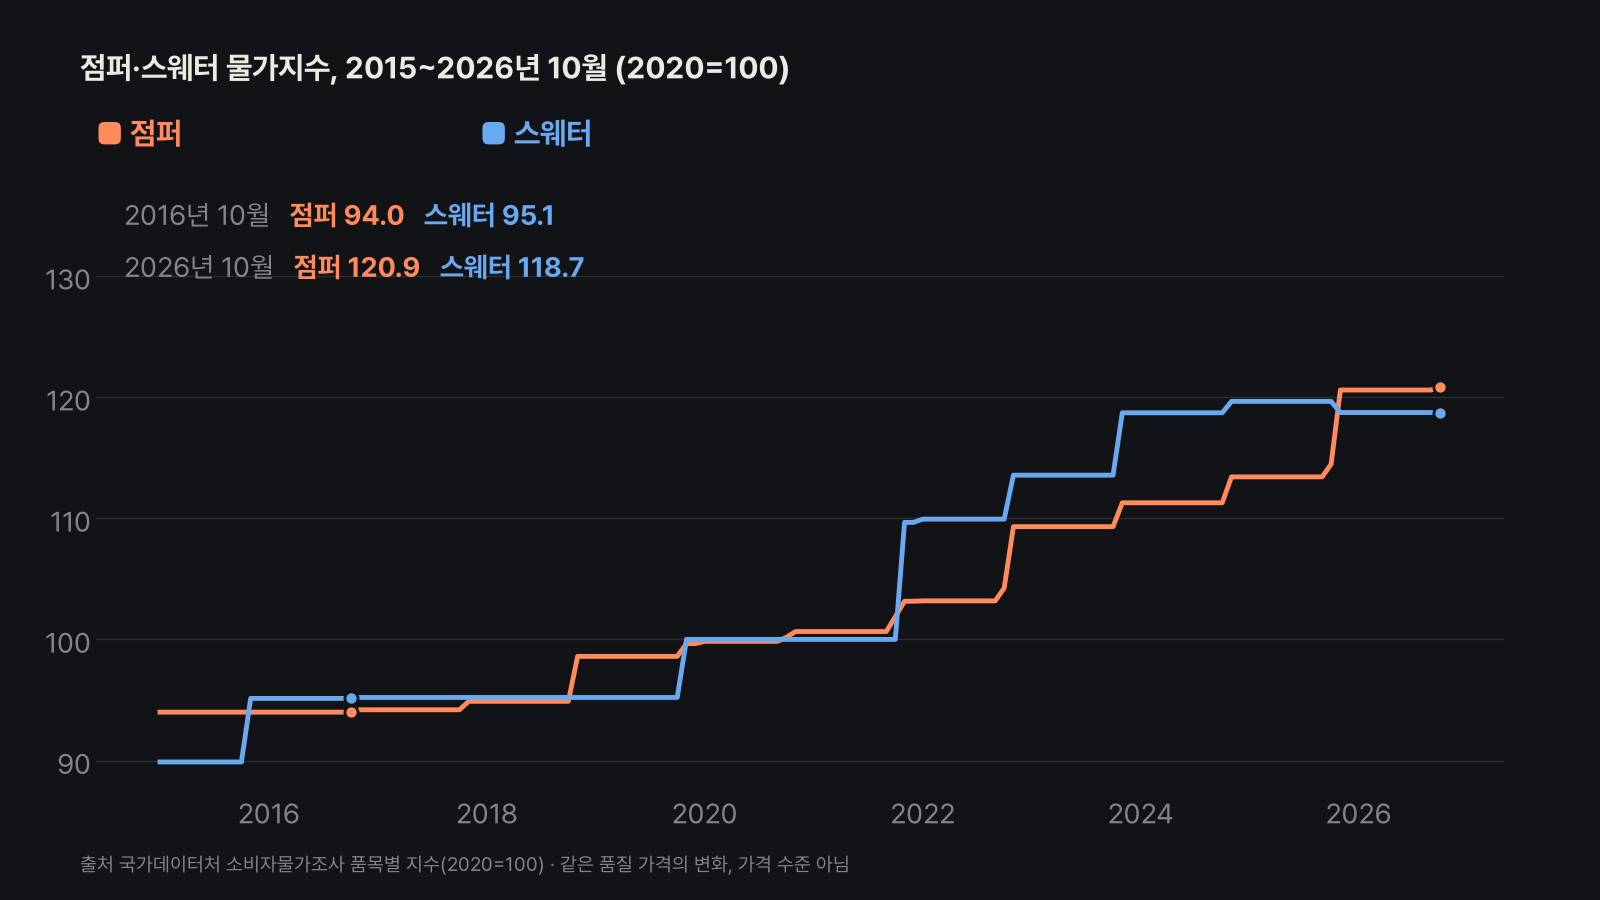 점퍼·스웨터 물가지수, 2015~2026년 10월 (2020=100)
점퍼 스웨터
2016년 10월 점퍼 94.0 스웨터 95.1
2026년 10월 점퍼 120.9 스웨터 118.7
130
120
110
100
90
2016 2018 2020 2022 2024 2026
출처 국가데이터처 소비자물가조사 품목별 지수(2020=100) · 같은 품질 가격의 변화, 가격 수준 아님